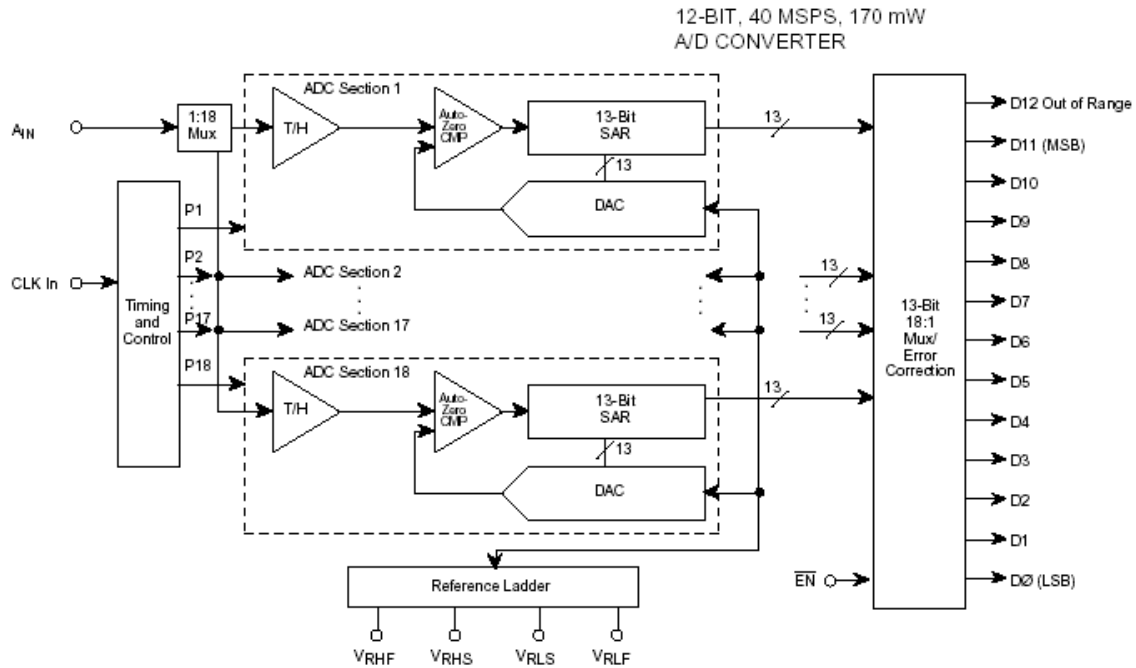 12-BIT, 40 MSPS, 170 mW
A/D CONVERTER
ADC Section 1
AIN
1:18
Mux
T/H
Auto-
Zero
CMP
13-Bit
SAR
13
DAC
13
P1
P2
P17
P18
CLK In
Timing
and
Control
ADC Section 2
ADC Section 17
13
13
ADC Section 18
T/H
Auto-
Zero
CMP
13-Bit
SAR
13
DAC
13
Reference Ladder
VRHF
VRHS
VRLS
VRLF
13-Bit
18:1
Mux/
Error
Correction
EN
D12 Out of Range
D11 (MSB)
D10
D9
D8
D7
D6
D5
D4
D3
D2
D1
DØ (LSB)